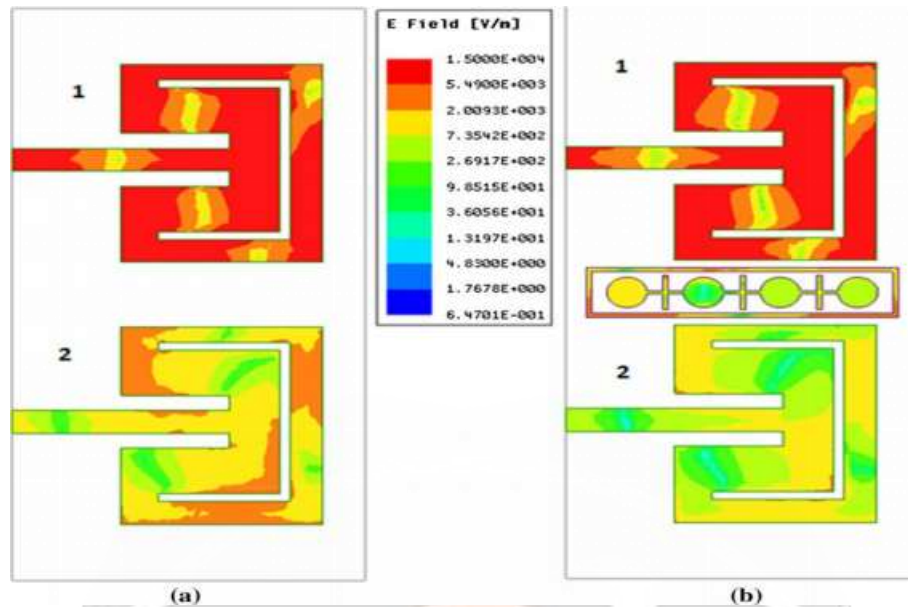 E Field [V/m]
1.5000E+004
5.4900E+003
2.0093E+003
7.3542E+002
2.6917E+002
9.8515E+001
3.6056E+001
1.3197E+001
4.8300E+000
1.7678E+000
6.4701E-001
1
2
(a)
1
2
(b)